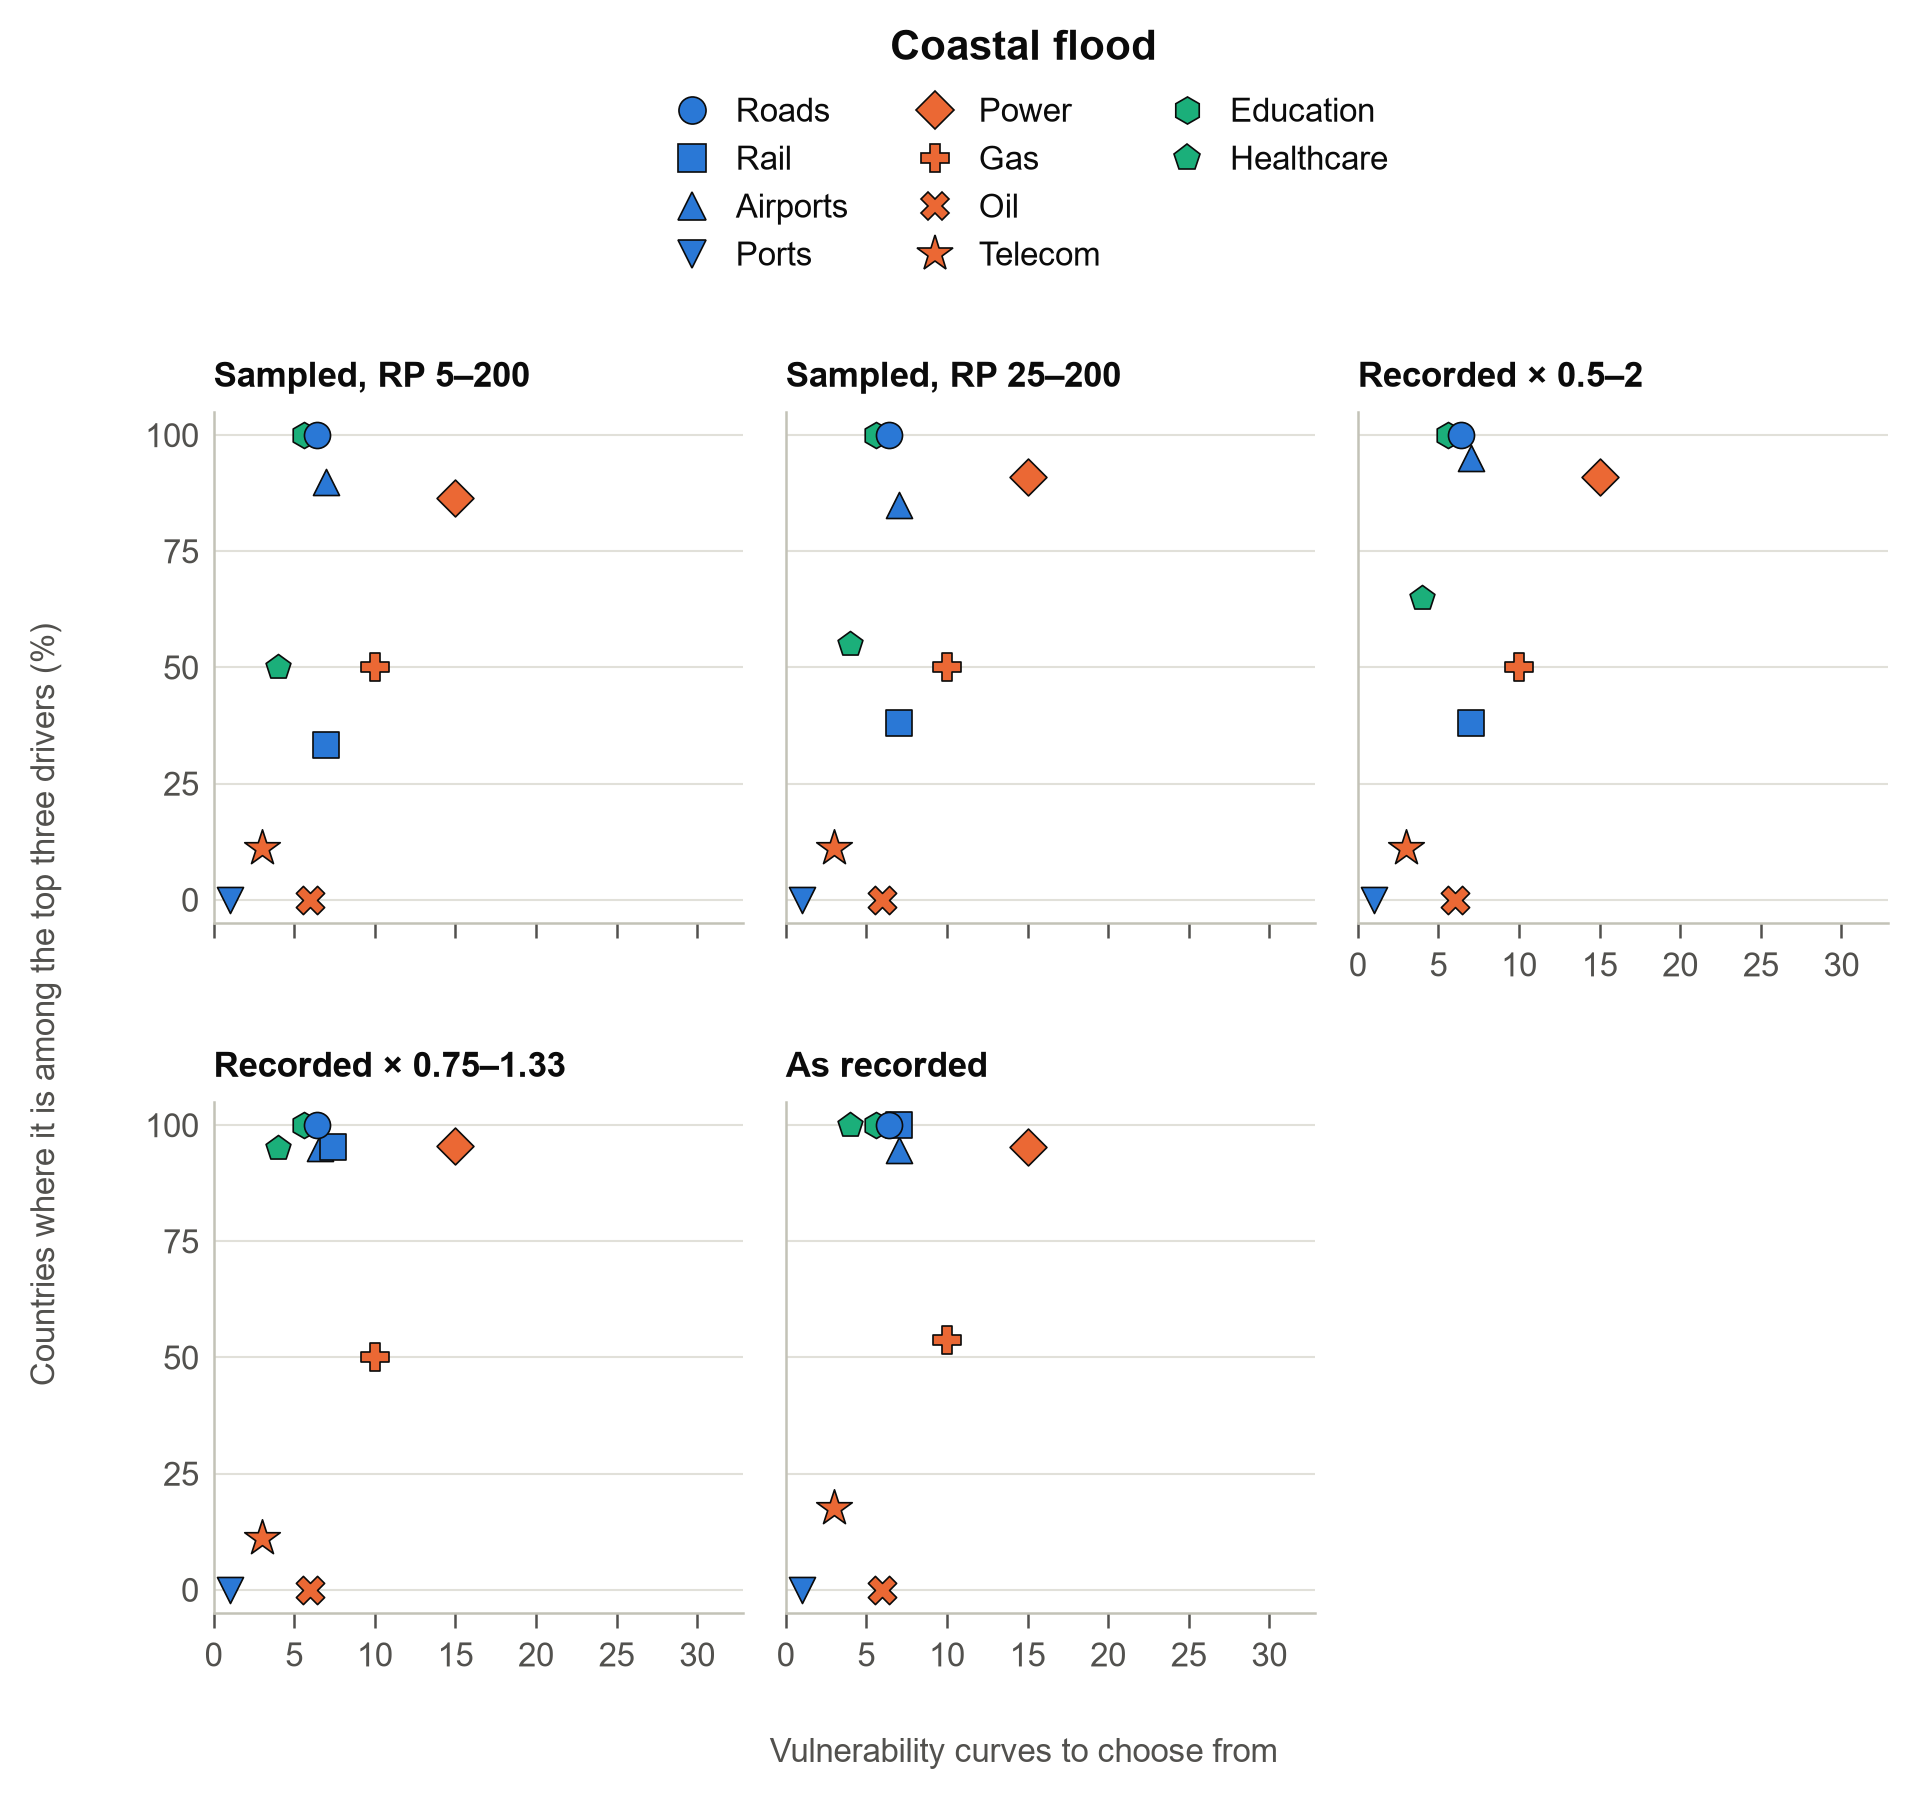 Coastal flood
Roads
Rail
Airports
Ports
Power
Gas
Oil
Telecom
Education
Healthcare
Countries where it is among the top three drivers (%)
Sampled, RP 5–200
100
75
50
25
0
Sampled, RP 25–200
Recorded × 0.5–2
0 5 10 15 20 25 30
Recorded × 0.75–1.33
100
75
50
25
0
0 5 10 15 20 25 30
As recorded
0 5 10 15 20 25 30
Vulnerability curves to choose from